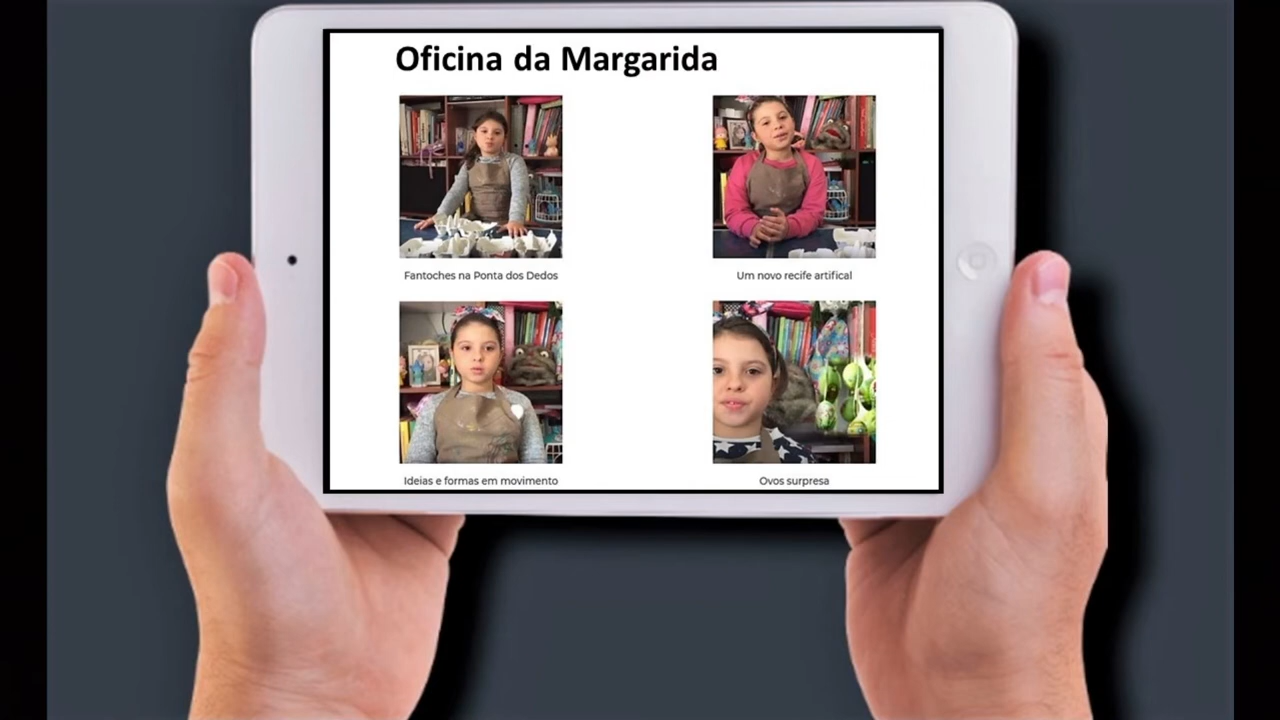 Oficina da Margarida
Fantoches na Ponta dos Dedos
Um novo recife artifical
Ideias e formas em movimento
Ovos surpresa